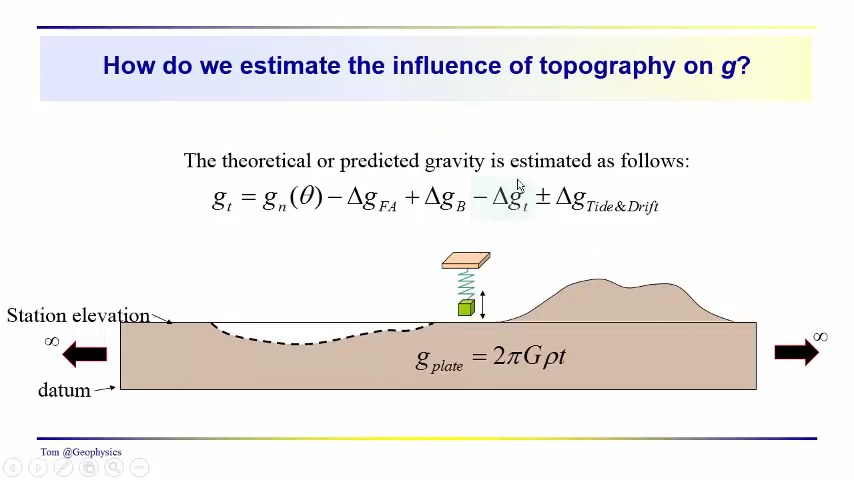 How do we estimate the influence of topography on g?
The theoretical or predicted gravity is estimated as follows:
g_t = g_n(θ) − Δg_FA + Δg_B − Δg_t ± Δg_Tide&Drift
Station elevation
∞
∞
g_plate = 2πGρt
datum
Tom @Geophysics